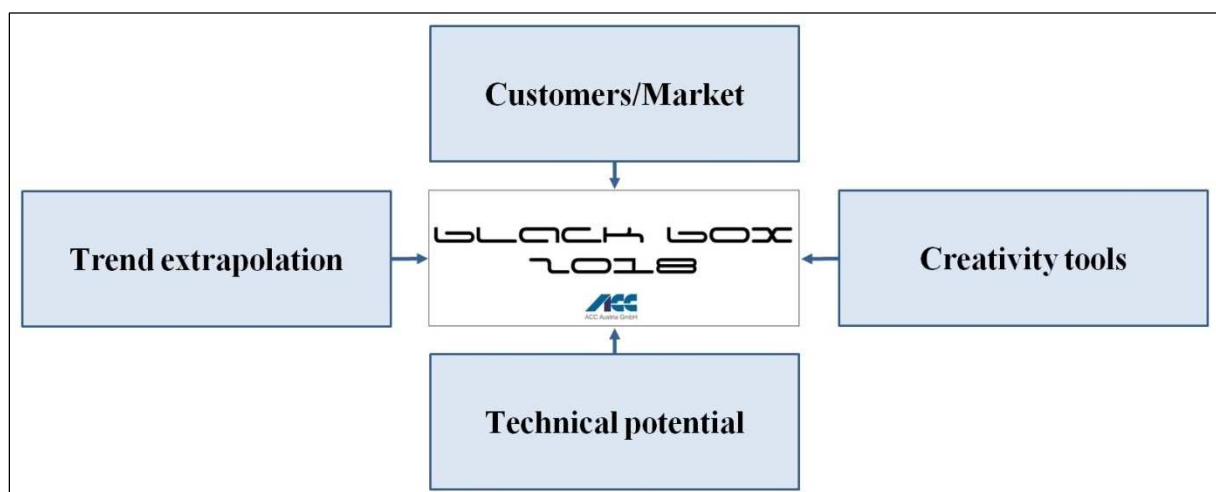 Customers/Market
Trend extrapolation
BLACK BOX
2018
ACC
ACC Austria GmbH
Creativity tools
Technical potential